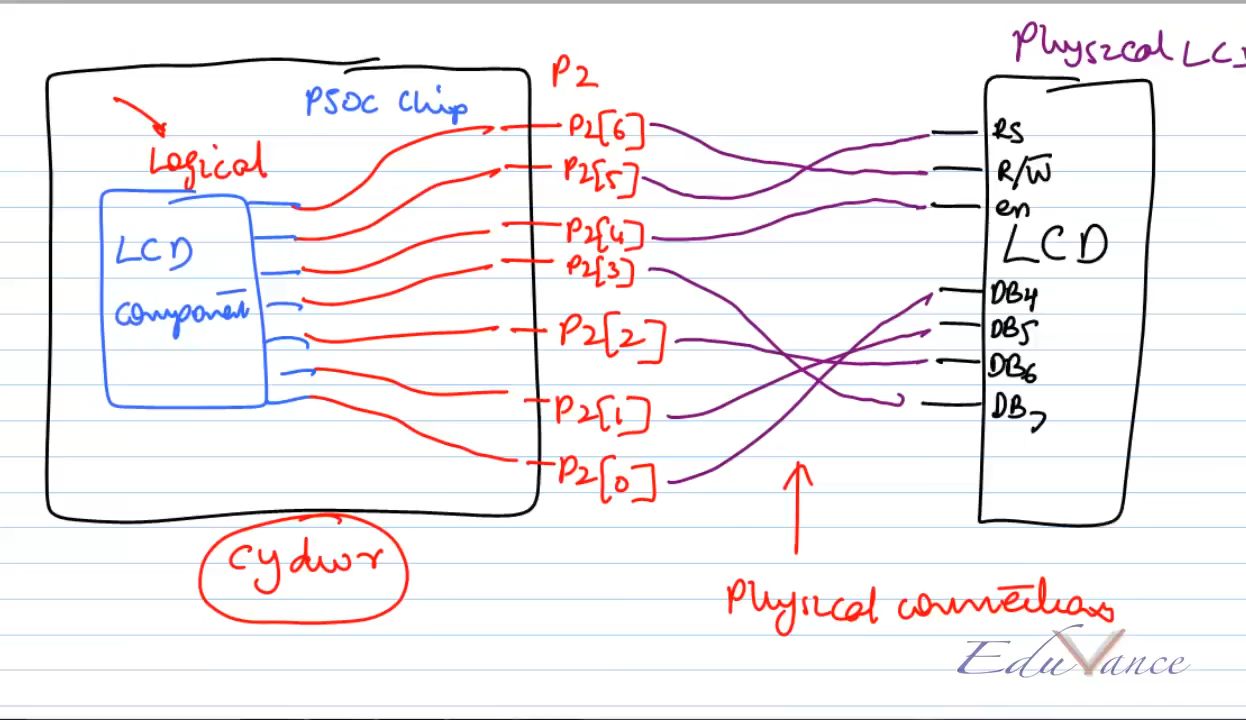 Physical LCD
P2
PSOC Chip
Logical
P2[6]
P2[5]
P2[4]
P2[3]
P2[2]
P2[1]
P2[0]
LCD
component
RS
R/W̅
en
LCD
DB4
DB5
DB6
DB7
Cydwr
Physical connections
EduVance